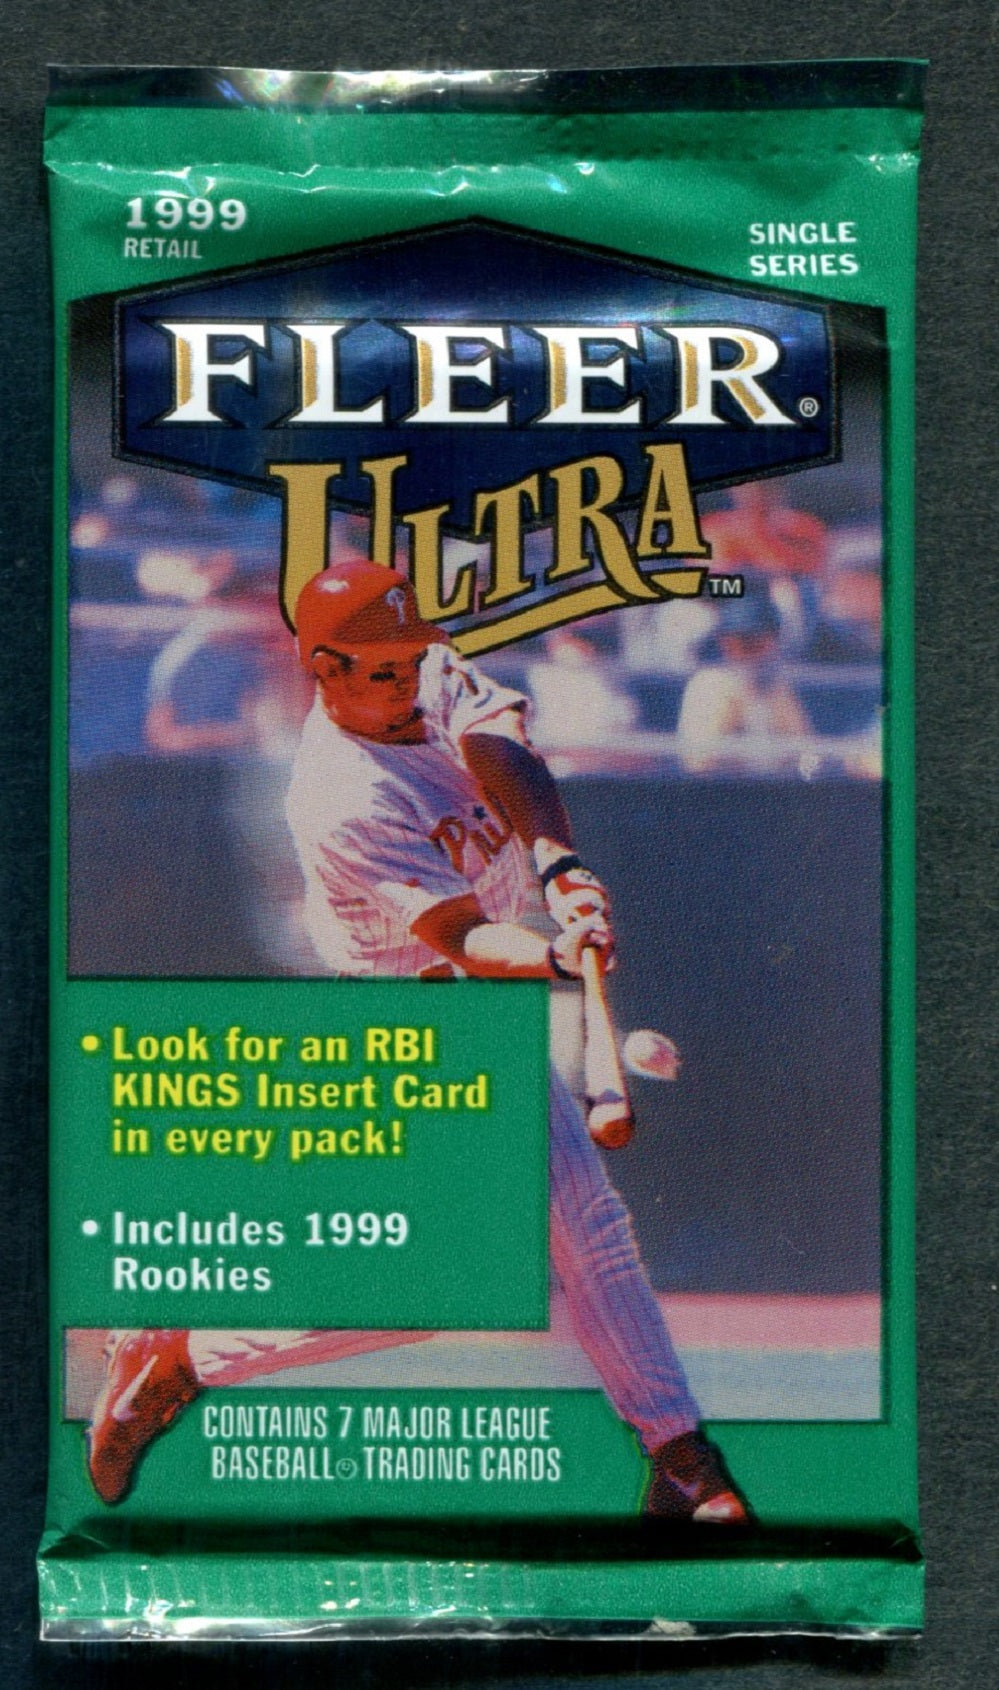 1999
RETAIL
SINGLE
SERIES
FLEER®
ULTRA™
P
Phil
• Look for an RBI
KINGS Insert Card
in every pack!
• Includes 1999
Rookies
CONTAINS 7 MAJOR LEAGUE
BASEBALL TRADING CARDS